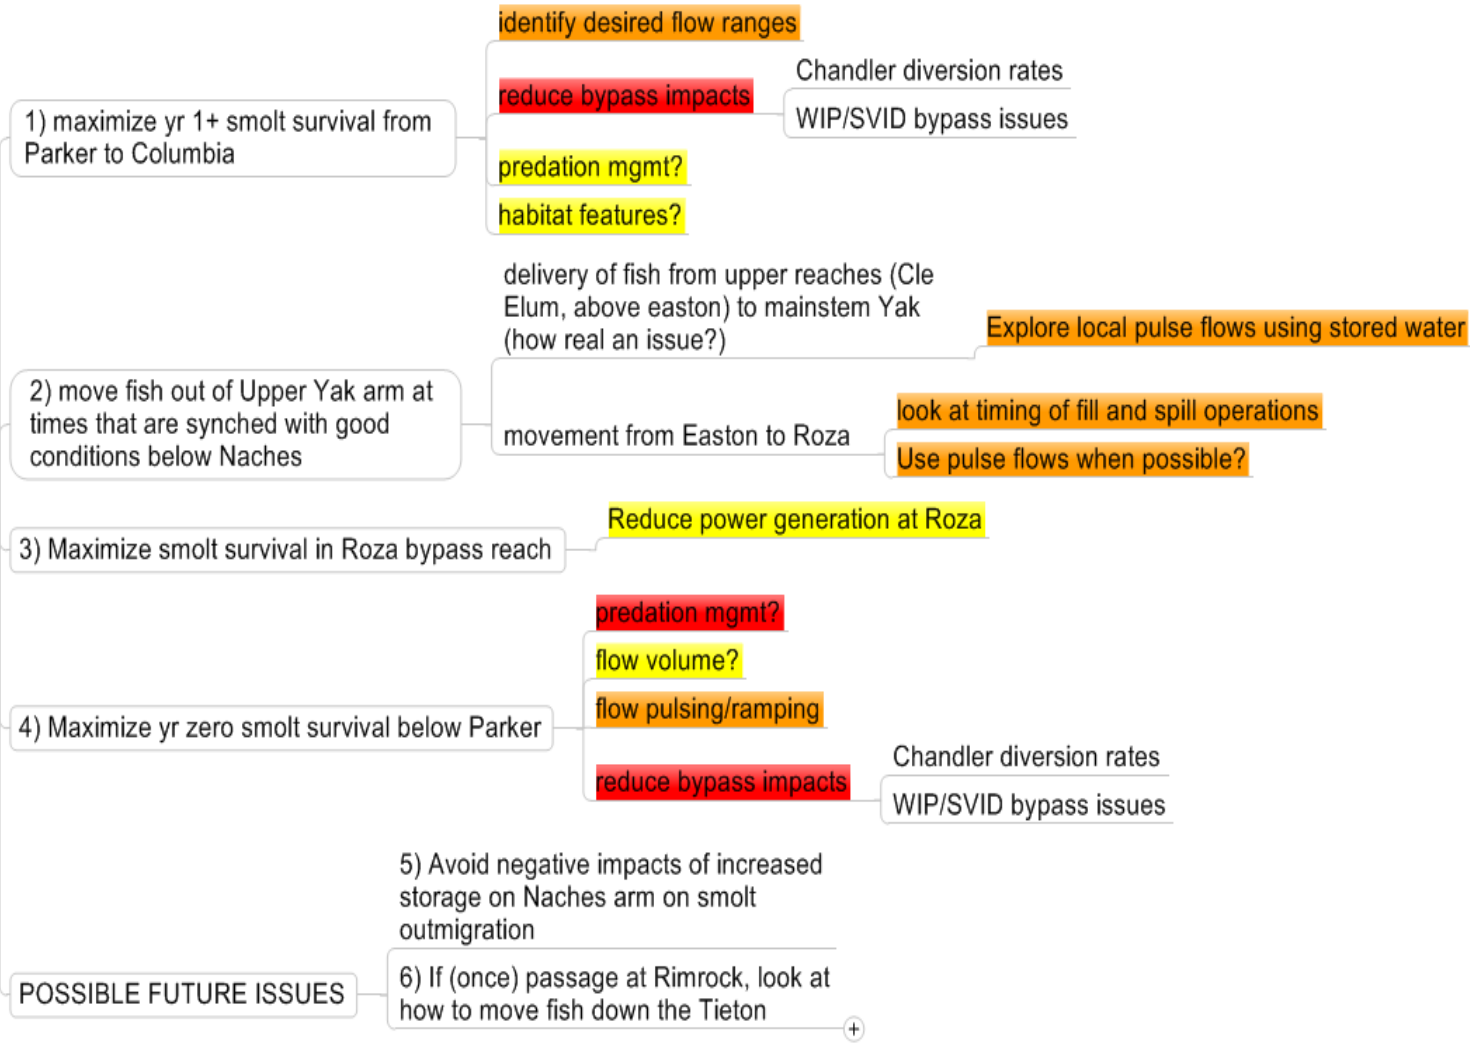 1) maximize yr 1+ smolt survival from
Parker to Columbia
identify desired flow ranges
reduce bypass impacts
Chandler diversion rates
WIP/SVID bypass issues
predation mgmt?
habitat features?
2) move fish out of Upper Yak arm at
times that are synched with good
conditions below Naches
delivery of fish from upper reaches (Cle
Elum, above easton) to mainstem Yak
(how real an issue?)
Explore local pulse flows using stored water
movement from Easton to Roza
look at timing of fill and spill operations
Use pulse flows when possible?
3) Maximize smolt survival in Roza bypass reach
Reduce power generation at Roza
4) Maximize yr zero smolt survival below Parker
predation mgmt?
flow volume?
flow pulsing/ramping
reduce bypass impacts
Chandler diversion rates
WIP/SVID bypass issues
POSSIBLE FUTURE ISSUES
5) Avoid negative impacts of increased
storage on Naches arm on smolt
outmigration
6) If (once) passage at Rimrock, look at
how to move fish down the Tieton
+